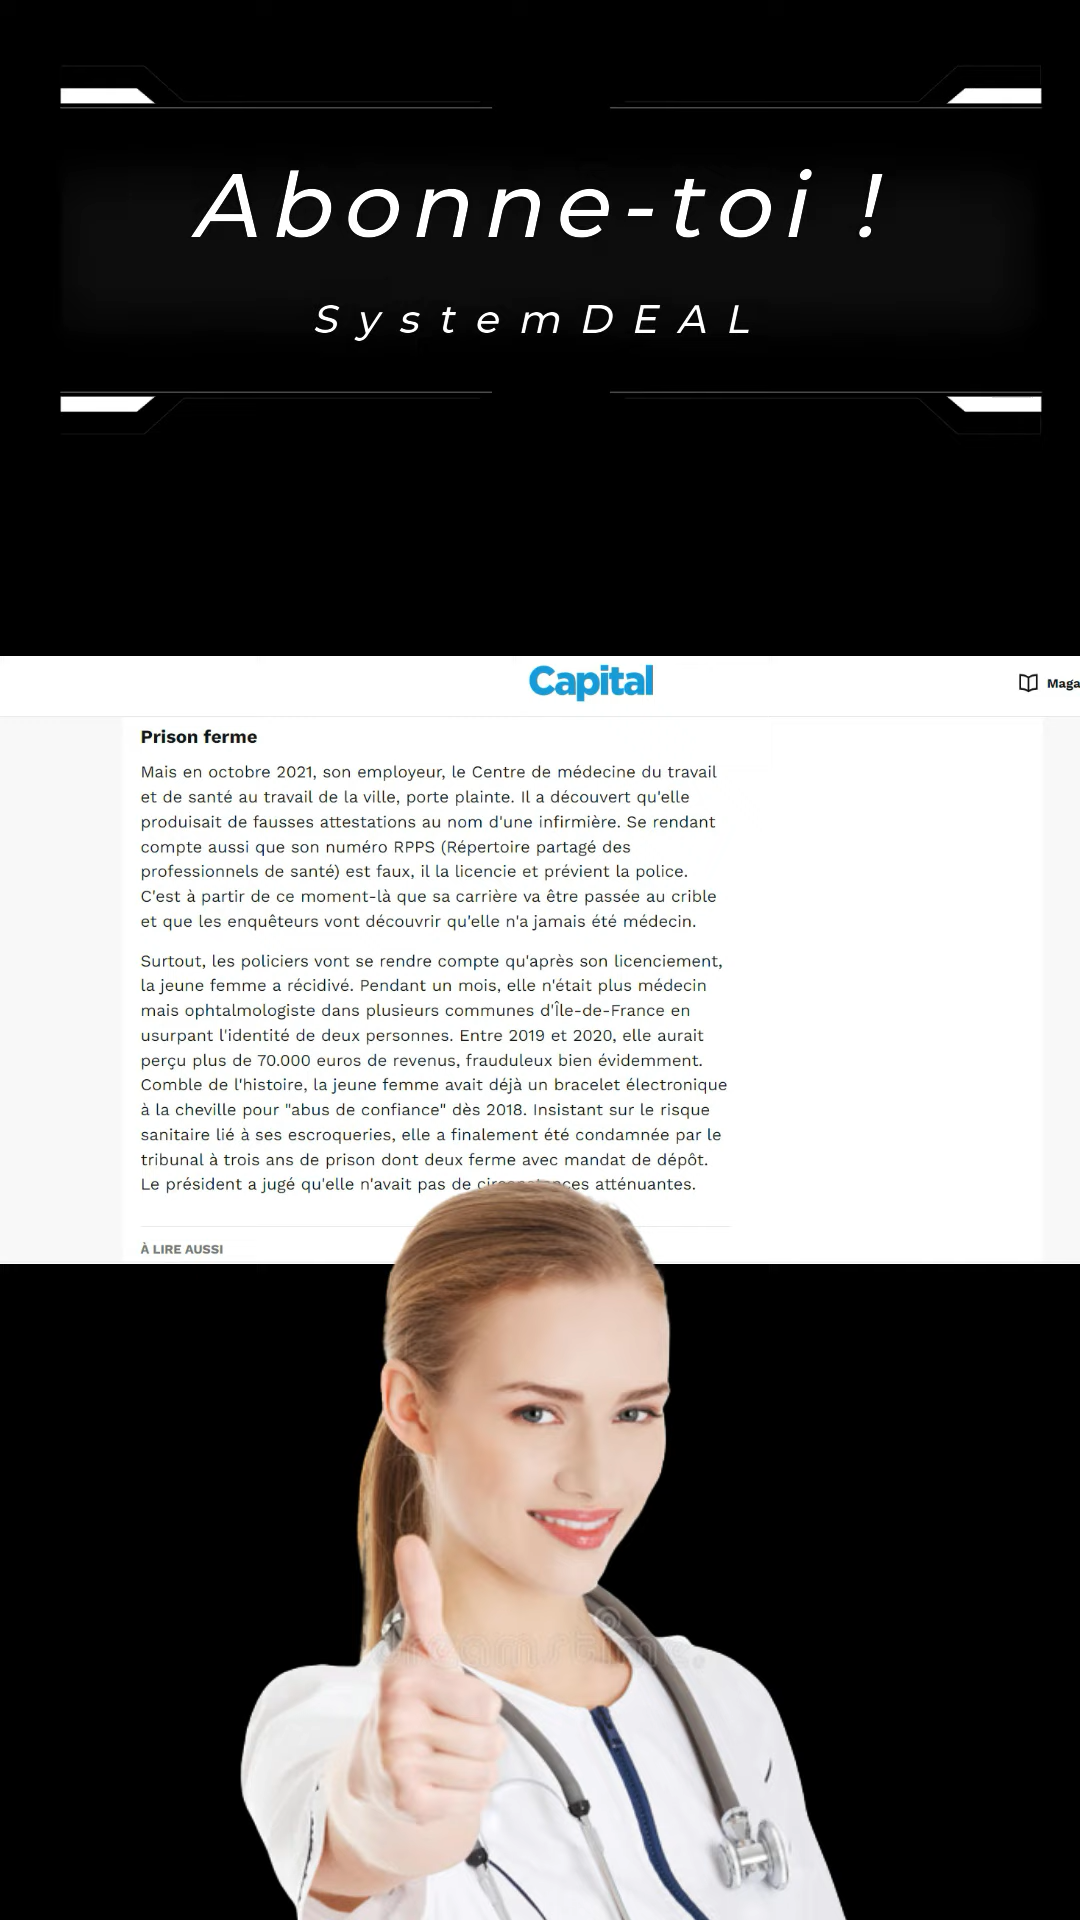 Abonne-toi !
SystemDEAL
Capital
Maga
Prison ferme
Mais en octobre 2021, son employeur, le Centre de médecine du travail
et de santé au travail de la ville, porte plainte. Il a découvert qu'elle
produisait de fausses attestations au nom d'une infirmière. Se rendant
compte aussi que son numéro RPPS (Répertoire partagé des
professionnels de santé) est faux, il la licencie et prévient la police.
C'est à partir de ce moment-là que sa carrière va être passée au crible
et que les enquêteurs vont découvrir qu'elle n'a jamais été médecin.
Surtout, les policiers vont se rendre compte qu'après son licenciement,
la jeune femme a récidivé. Pendant un mois, elle n'était plus médecin
mais ophtalmologiste dans plusieurs communes d'Île-de-France en
usurpant l'identité de deux personnes. Entre 2019 et 2020, elle aurait
perçu plus de 70.000 euros de revenus, frauduleux bien évidemment.
Comble de l'histoire, la jeune femme avait déjà un bracelet électronique
à la cheville pour "abus de confiance" dès 2018. Insistant sur le risque
sanitaire lié à ses escroqueries, elle a finalement été condamnée par le
tribunal à trois ans de prison dont deux ferme avec mandat de dépôt.
Le président a jugé qu'elle n'avait pas de circonstances atténuantes.
À LIRE AUSSI
dreamstime.